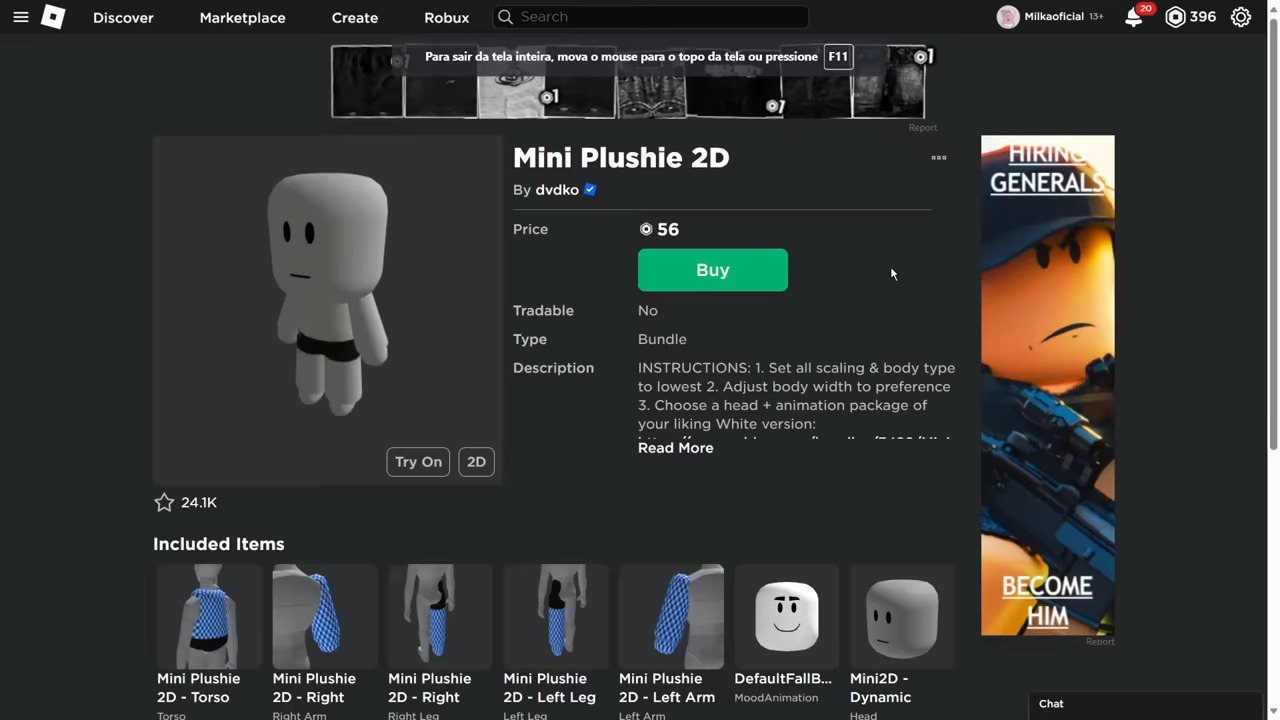 Discover
Marketplace
Create
Robux
Search
Milkaoficial 13+
20
396
Para sair da tela inteira, mova o mouse para o topo da tela ou pressione F11
1
1
7
Report
Mini Plushie 2D
By dvdko
Price
56
Buy
Tradable
No
Type
Bundle
Description
INSTRUCTIONS: 1. Set all scaling & body type
to lowest 2. Adjust body width to preference
3. Choose a head + animation package of
your liking White version:
Read More
Try On
2D
24.1K
HIRING
GENERALS
BECOME
HIM
Report
Included Items
Mini Plushie
2D - Torso
Torso
Mini Plushie
2D - Right
Right Arm
Mini Plushie
2D - Right
Right Leg
Mini Plushie
2D - Left Leg
Left Leg
Mini Plushie
2D - Left Arm
Left Arm
DefaultFallB...
MoodAnimation
Mini2D -
Dynamic
Head
Chat